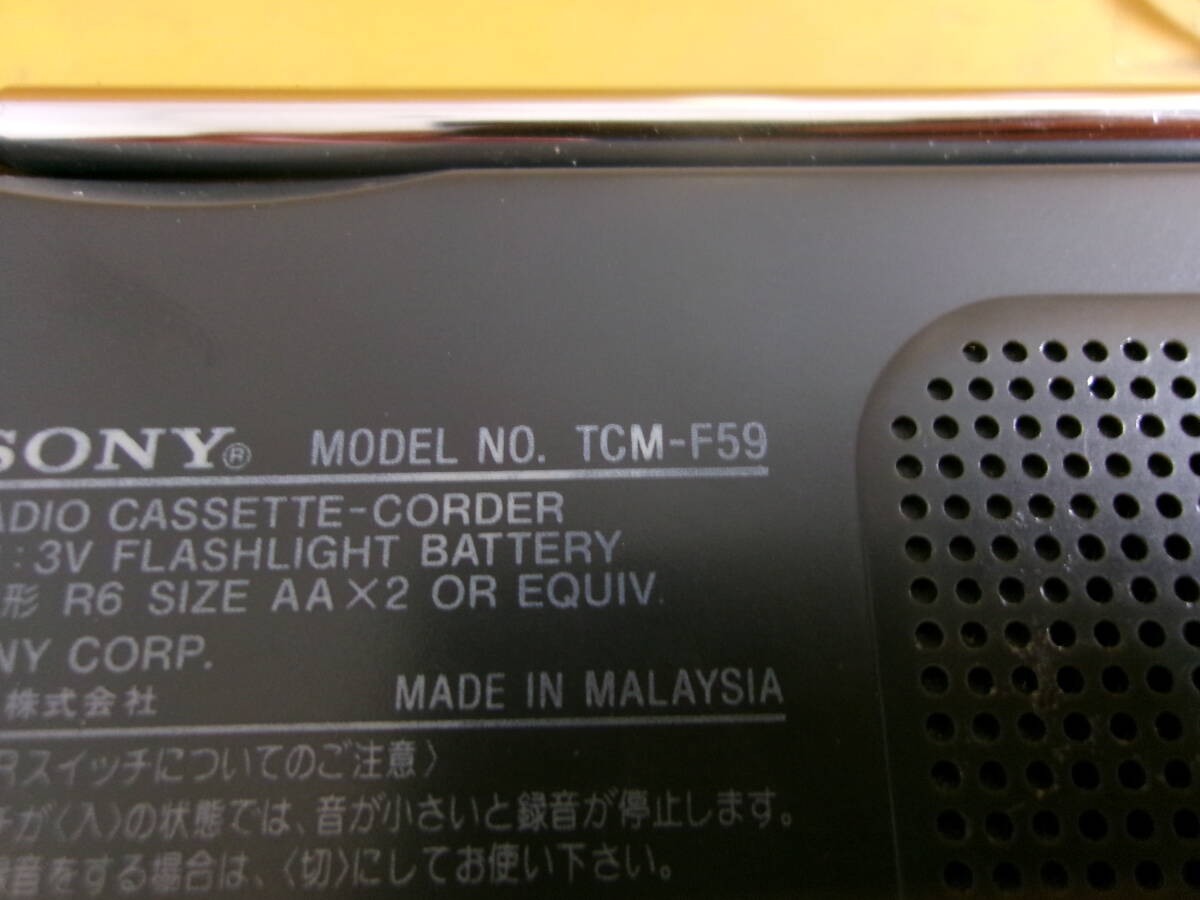 SONY® MODEL NO. TCM-F59
ADIO CASSETTE-CORDER
: 3V FLASHLIGHT BATTERY
形 R6 SIZE AA×2 OR EQUIV.
NY CORP.
株式会社 MADE IN MALAYSIA
Rスイッチについてのご注意〉
チが〈入〉の状態では、音が小さいと録音が停止します。
録音をする場合は、〈切〉にしてお使い下さい。